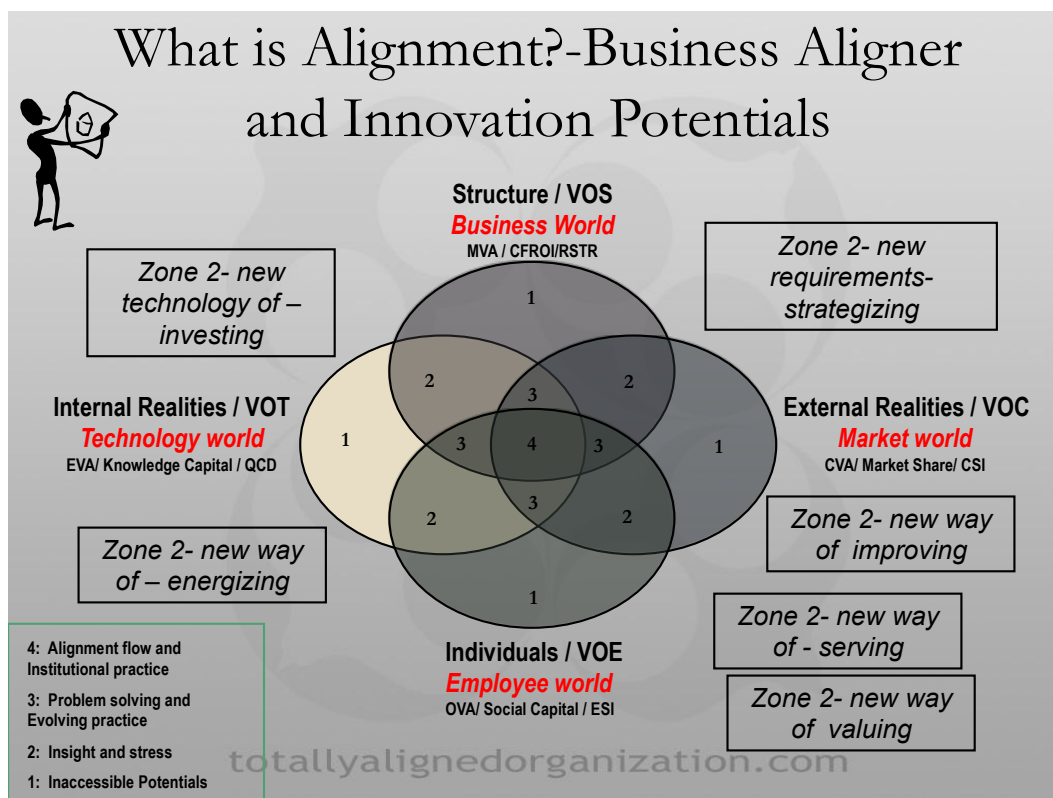 What is Alignment?-Business Aligner
and Innovation Potentials
Structure / VOS
Business World
MVA / CFROI/RSTR
Zone 2- new
technology of –
investing
Zone 2- new
requirements-
strategizing
1
2
3
2
Internal Realities / VOT
Technology world
EVA/ Knowledge Capital / QCD
1
3
4
3
1
External Realities / VOC
Market world
CVA/ Market Share/ CSI
2
3
2
Zone 2- new way
of – energizing
Zone 2- new way
of improving
1
Individuals / VOE
Employee world
OVA/ Social Capital / ESI
Zone 2- new way
of - serving
Zone 2- new way
of valuing
4: Alignment flow and
Institutional practice
3: Problem solving and
Evolving practice
2: Insight and stress
1: Inaccessible Potentials
totallyalignedorganization.com